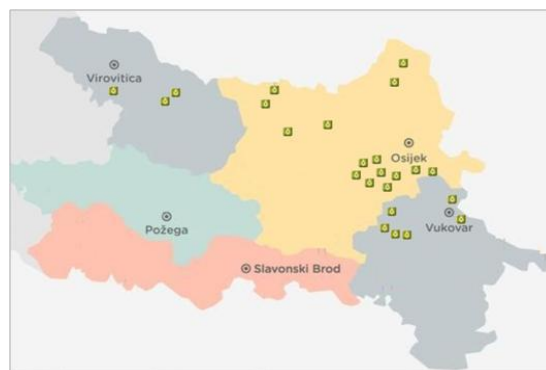 Virovitica
Osijek
Požega
Vukovar
Slavonski Brod